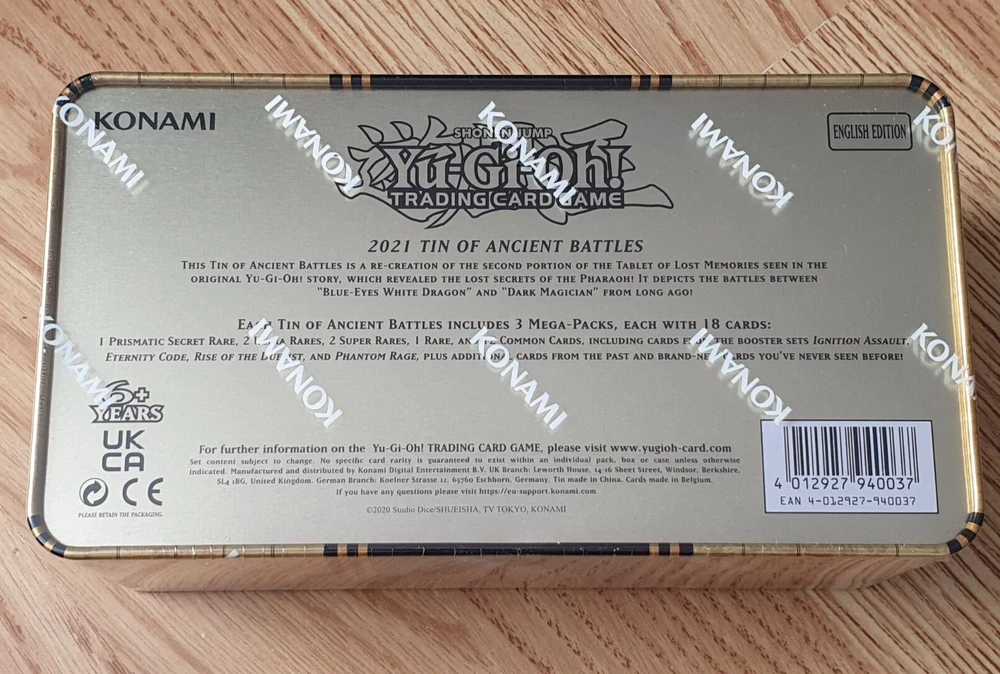 KONAMI
ENGLISH EDITION
SHONEN JUMP
Yu-Gi-Oh!
TRADING CARD GAME
2021 TIN OF ANCIENT BATTLES
THIS TIN OF ANCIENT BATTLES IS A RE-CREATION OF THE SECOND PORTION OF THE TABLET OF LOST MEMORIES SEEN IN THE
ORIGINAL YU-GI-OH! STORY, WHICH REVEALED THE LOST SECRETS OF THE PHARAOH! IT DEPICTS THE BATTLES BETWEEN
"BLUE-EYES WHITE DRAGON" AND "DARK MAGICIAN" FROM LONG AGO!
EACH TIN OF ANCIENT BATTLES INCLUDES 3 MEGA-PACKS, EACH WITH 18 CARDS:
1 PRISMATIC SECRET RARE, 2 ULTRA RARES, 2 SUPER RARES, 1 RARE, AND COMMON CARDS, INCLUDING CARDS FROM THE BOOSTER SETS IGNITION ASSAULT,
ETERNITY CODE, RISE OF THE DUELIST, AND PHANTOM RAGE, PLUS ADDITIONAL CARDS FROM THE PAST AND BRAND-NEW CARDS YOU'VE NEVER SEEN BEFORE!
6+
YEARS
UK
CA
CE
PLEASE RETAIN THE PACKAGING.
For further information on the Yu-Gi-Oh! TRADING CARD GAME, please visit www.yugioh-card.com
Set content subject to change. No specific card rarity is guaranteed to exist within an individual pack, box or case unless otherwise
indicated. Manufactured and distributed by Konami Digital Entertainment B.V. UK Branch: Leworth House, 14-16 Sheet Street, Windsor, Berkshire,
SL4 1BG, United Kingdom. German Branch: Koelner Strasse 12, 65760 Eschborn, Germany. Tin made in China. Cards made in Belgium.
If you have any questions please visit https://eu-support.konami.com
©2020 Studio Dice/SHUEISHA, TV TOKYO, KONAMI
4 012927 940037
EAN 4-012927-940037
KONAMI
KONAMI
KONAMI
KONAMI
KO
KONAMI
KONAMI
KONAMI
KONAMI
KONAMI